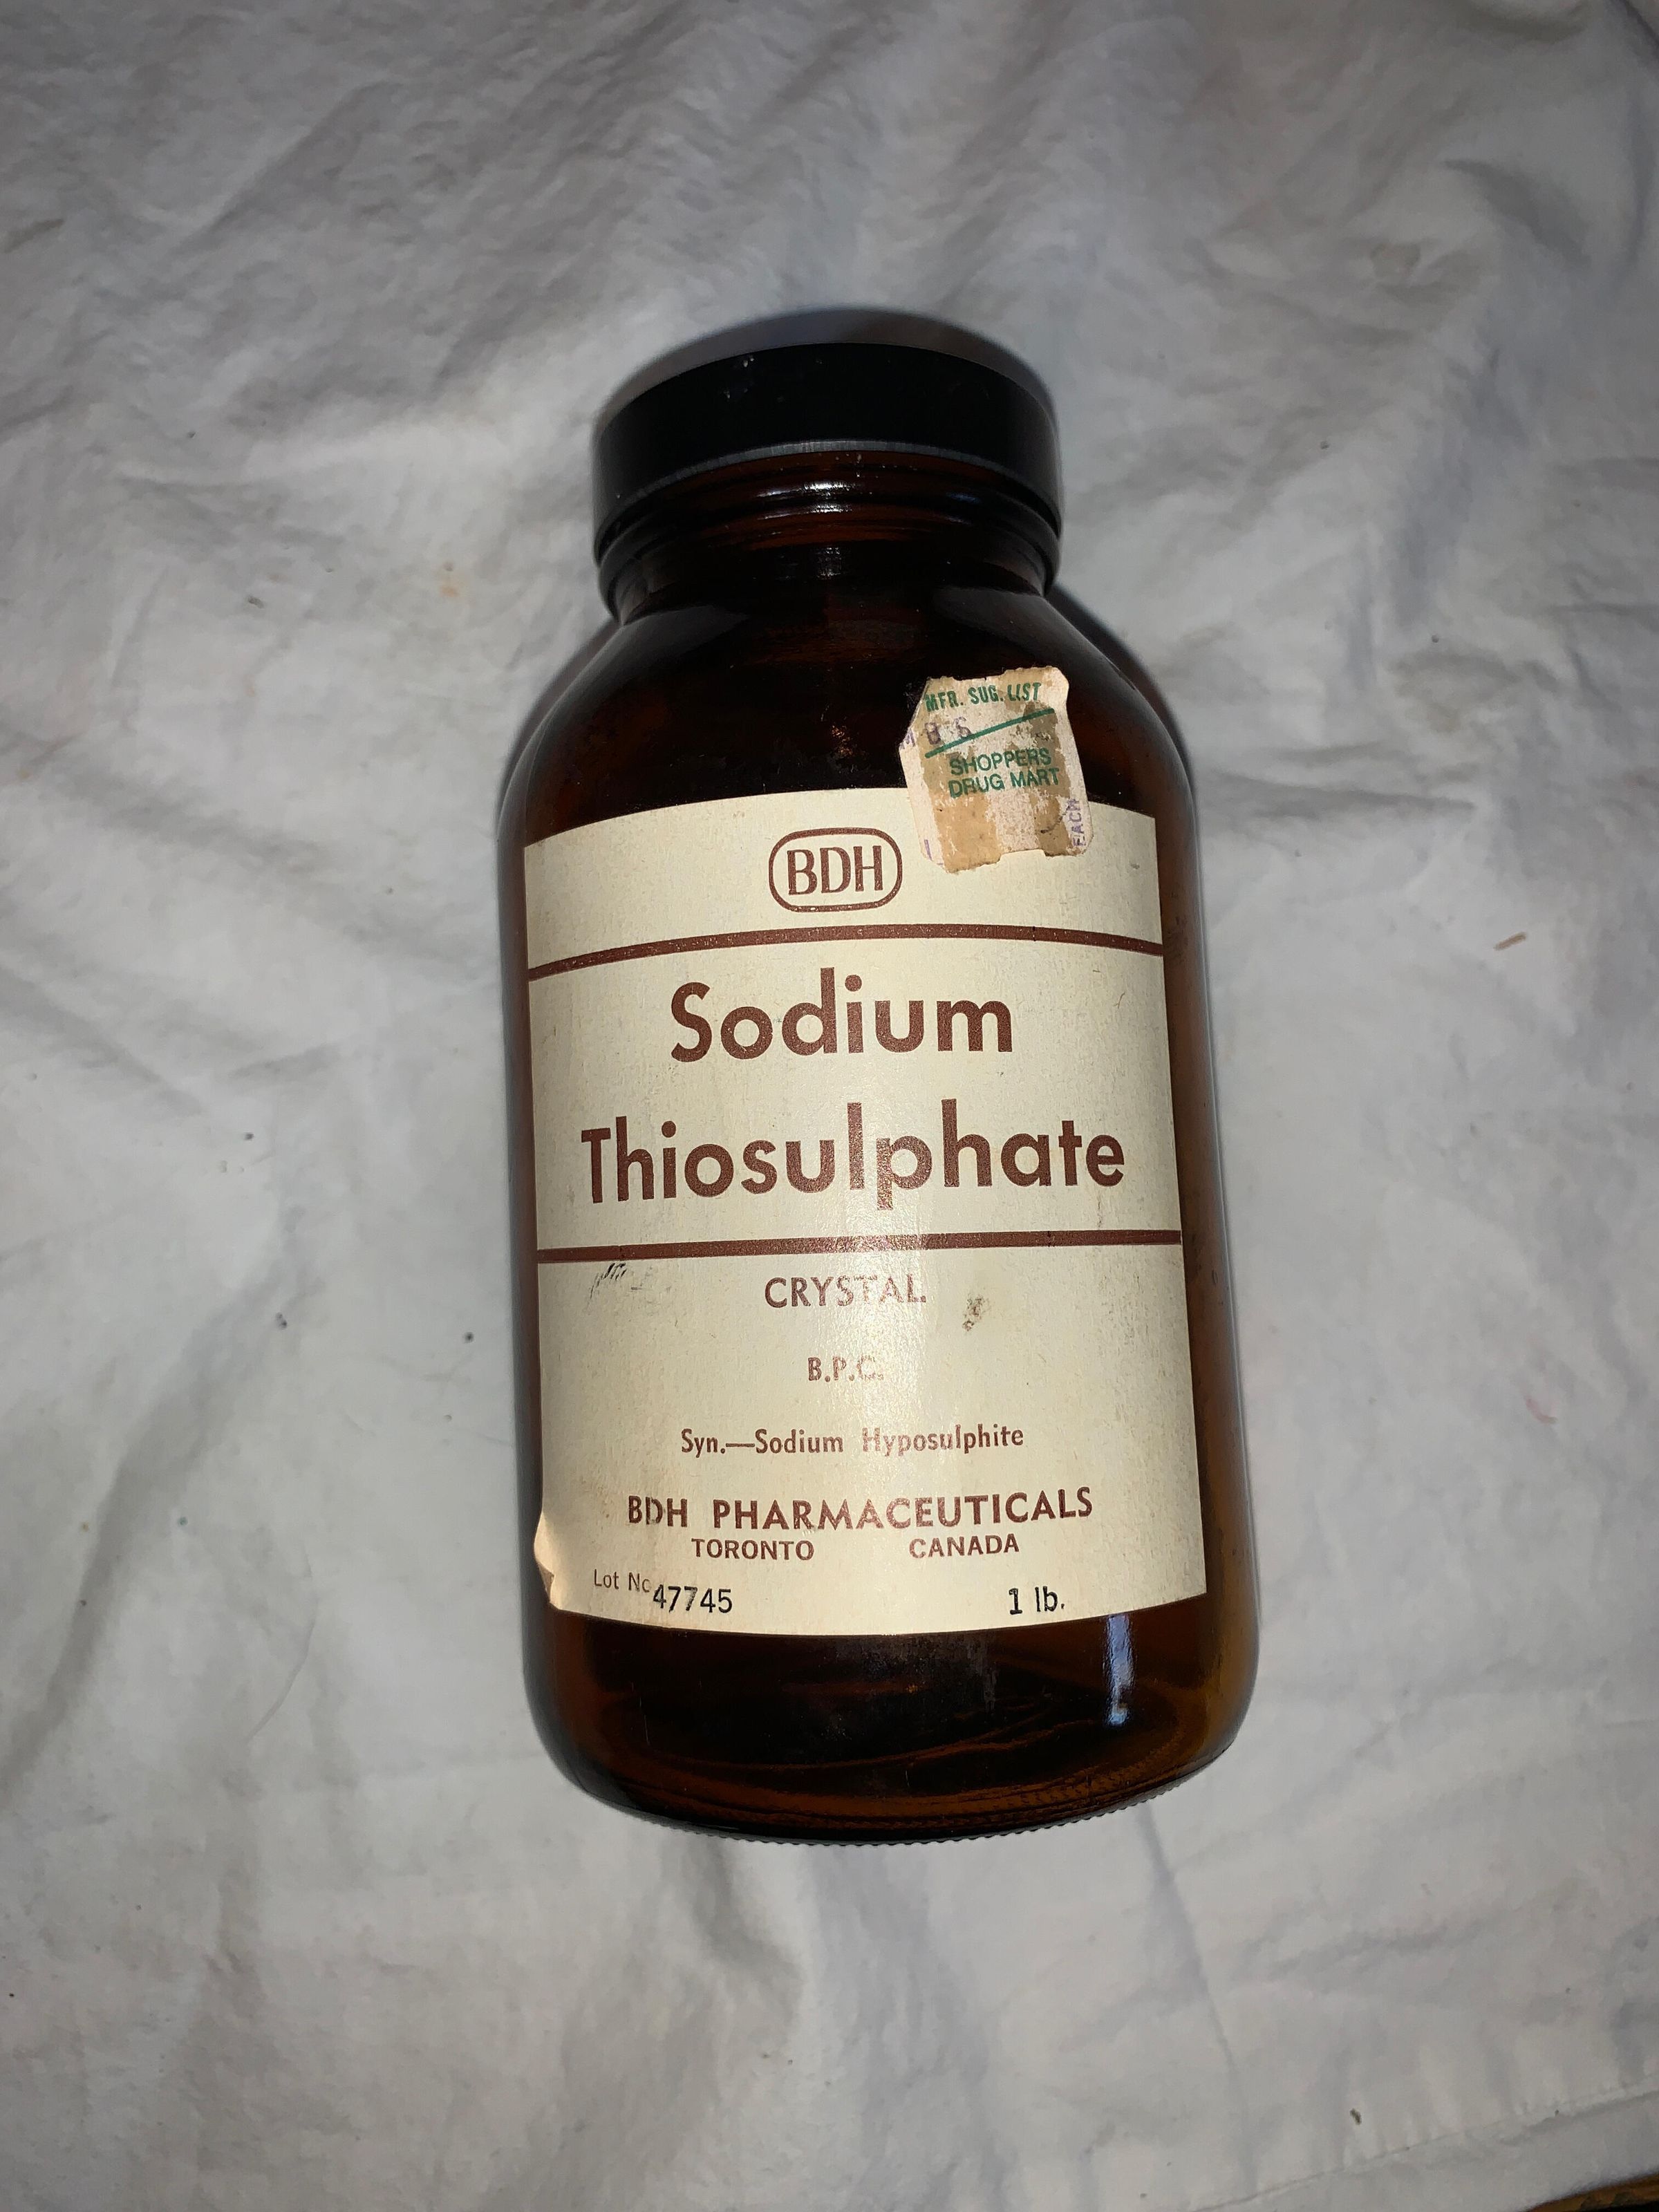 MFR. SUG. LIST
SHOPPERS
DRUG MART
EACH
BDH
Sodium
Thiosulphate
CRYSTAL
B.P.C.
Syn.—Sodium Hyposulphite
BDH PHARMACEUTICALS
TORONTO CANADA
Lot No 47745 1 lb.